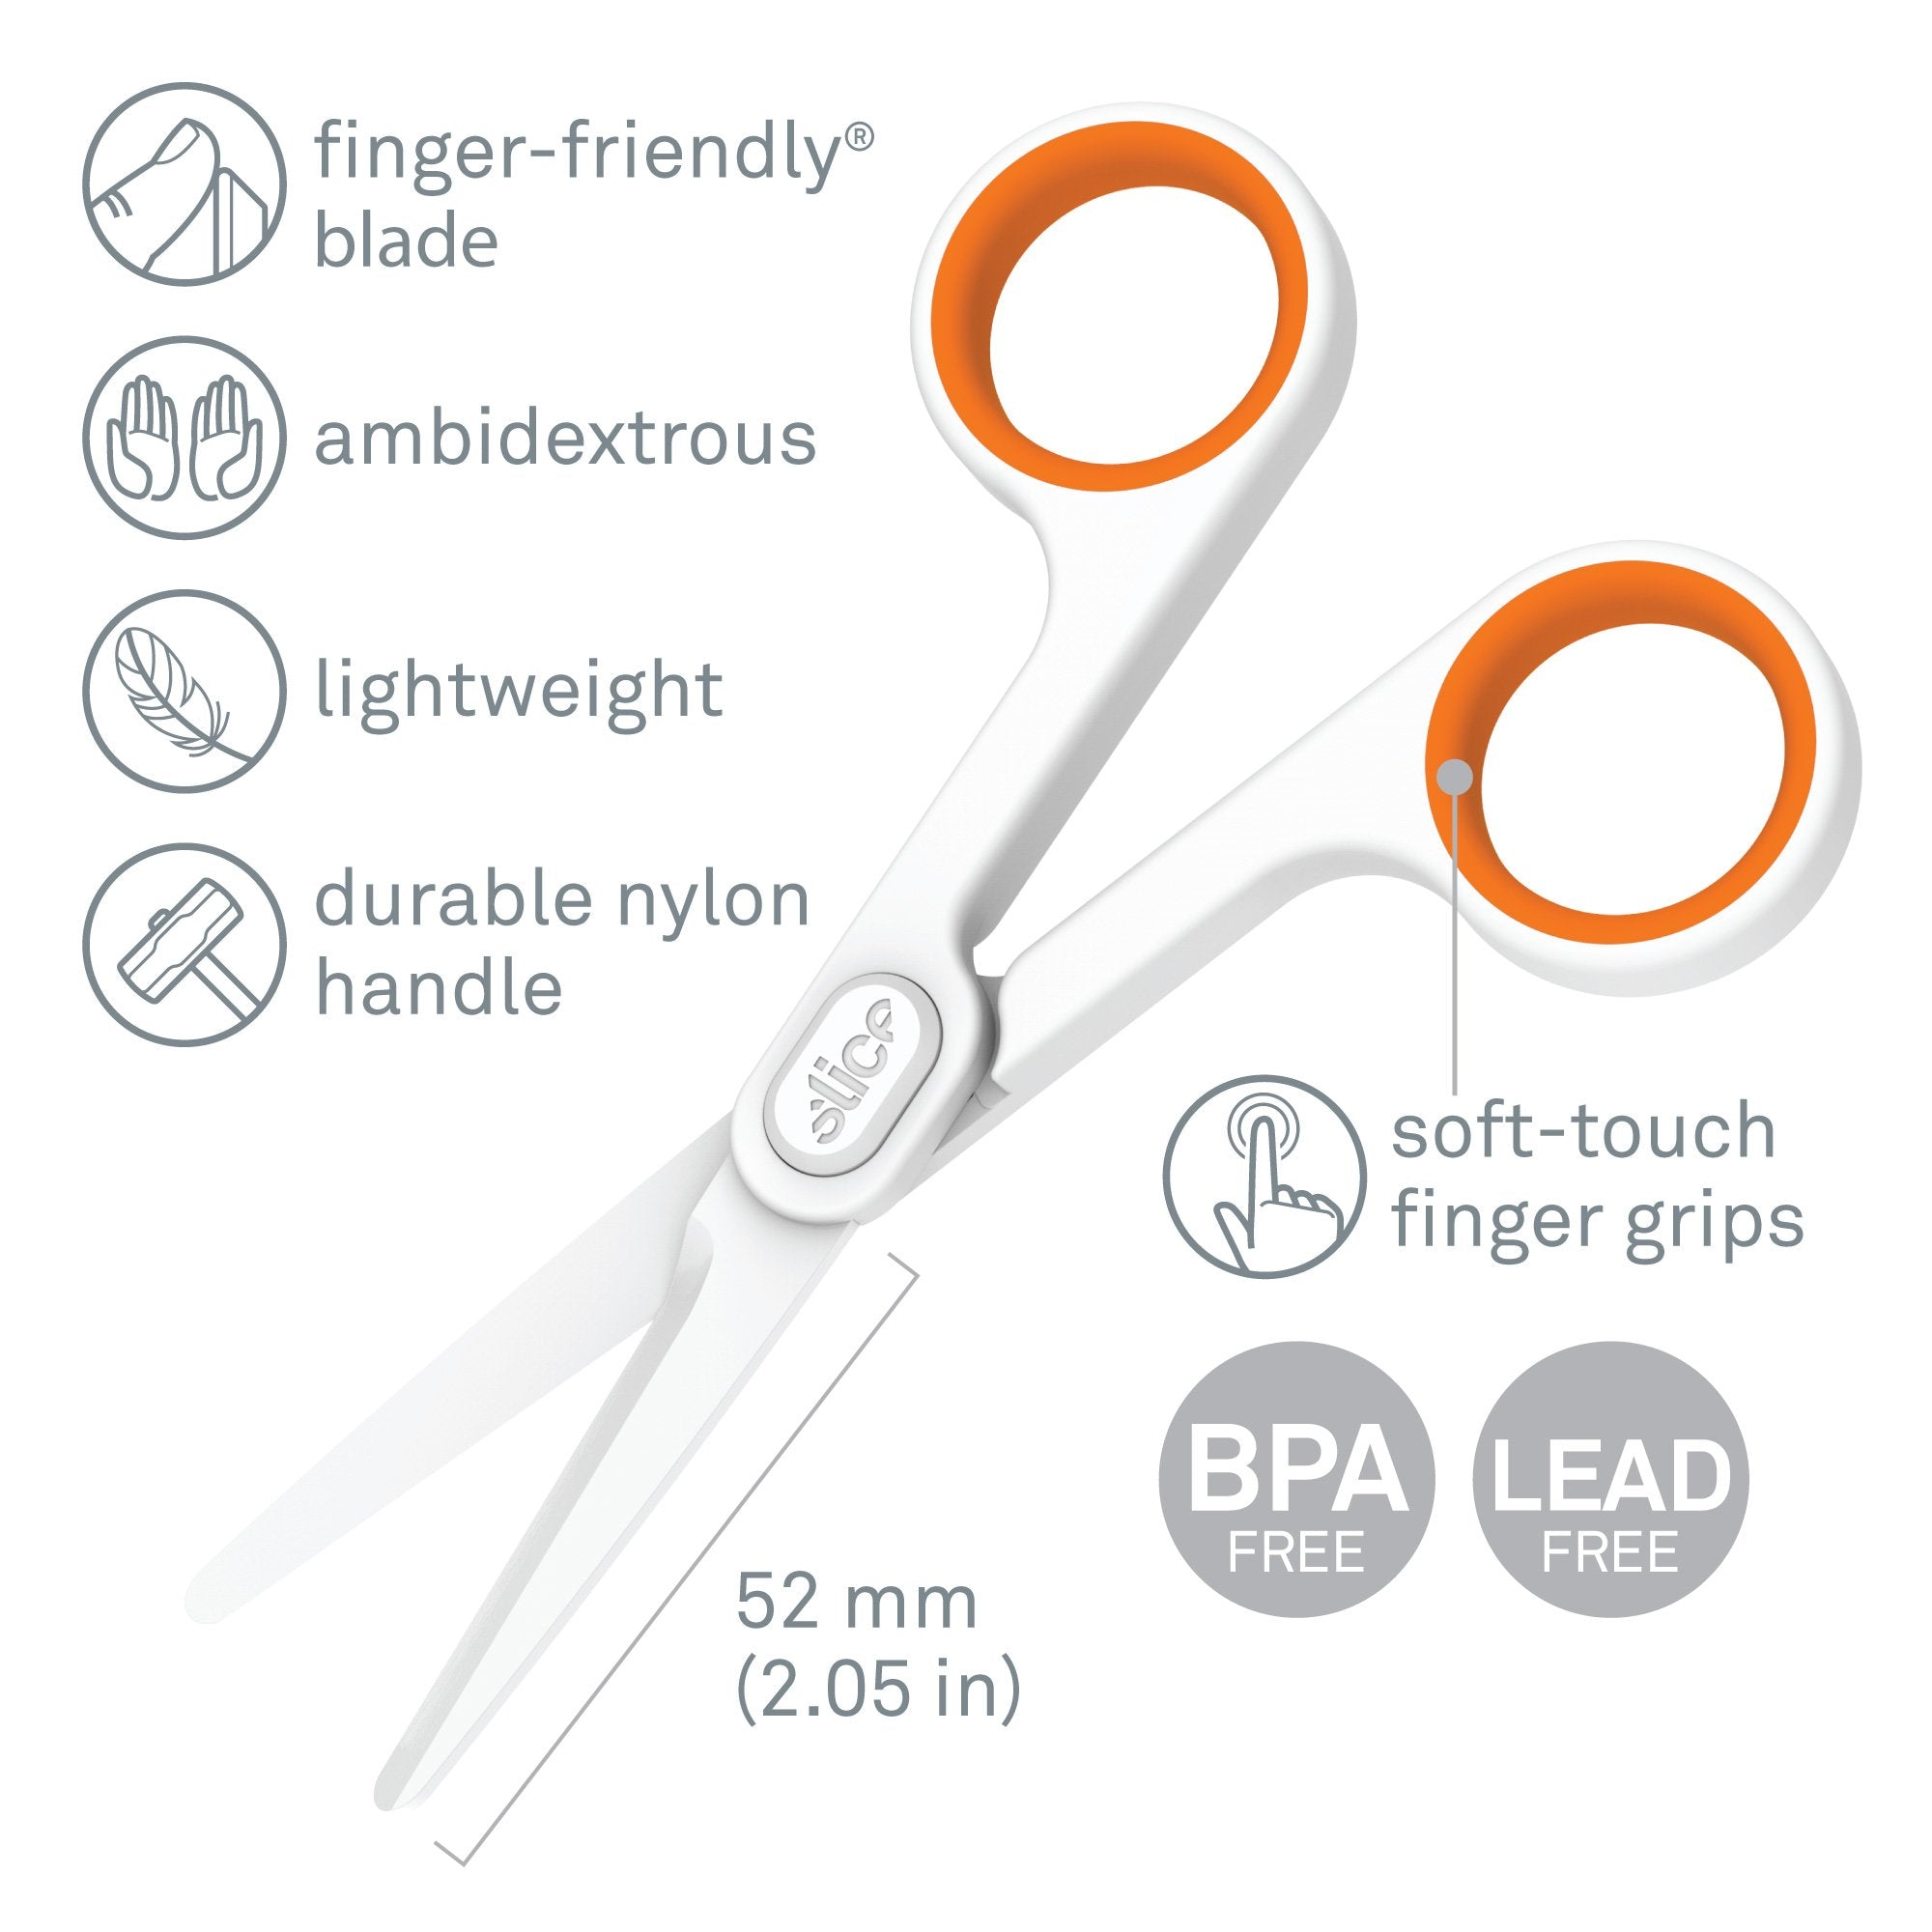 finger-friendly®
blade
ambidextrous
lightweight
durable nylon
handle
slice
soft-touch
finger grips
BPA
FREE
LEAD
FREE
52 mm
(2.05 in)